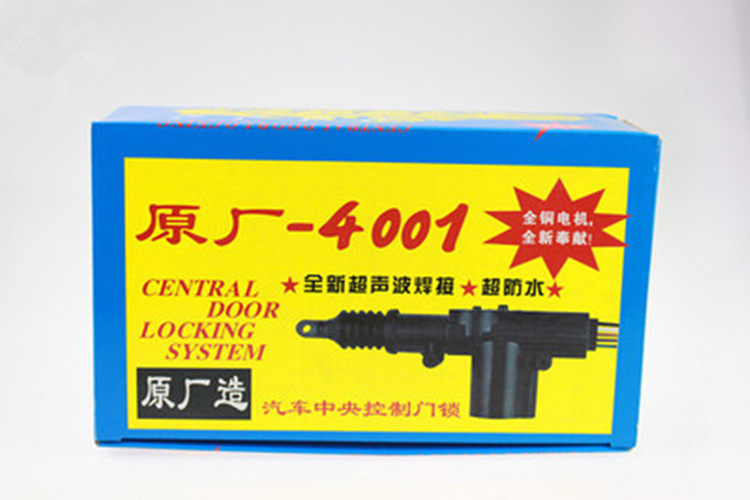 原厂-4001
全铜电机,
全新奉献!
CENTRAL
DOOR
LOCKING
SYSTEM
★全新超声波焊接★超防水★
原厂造
汽车中央控制门锁